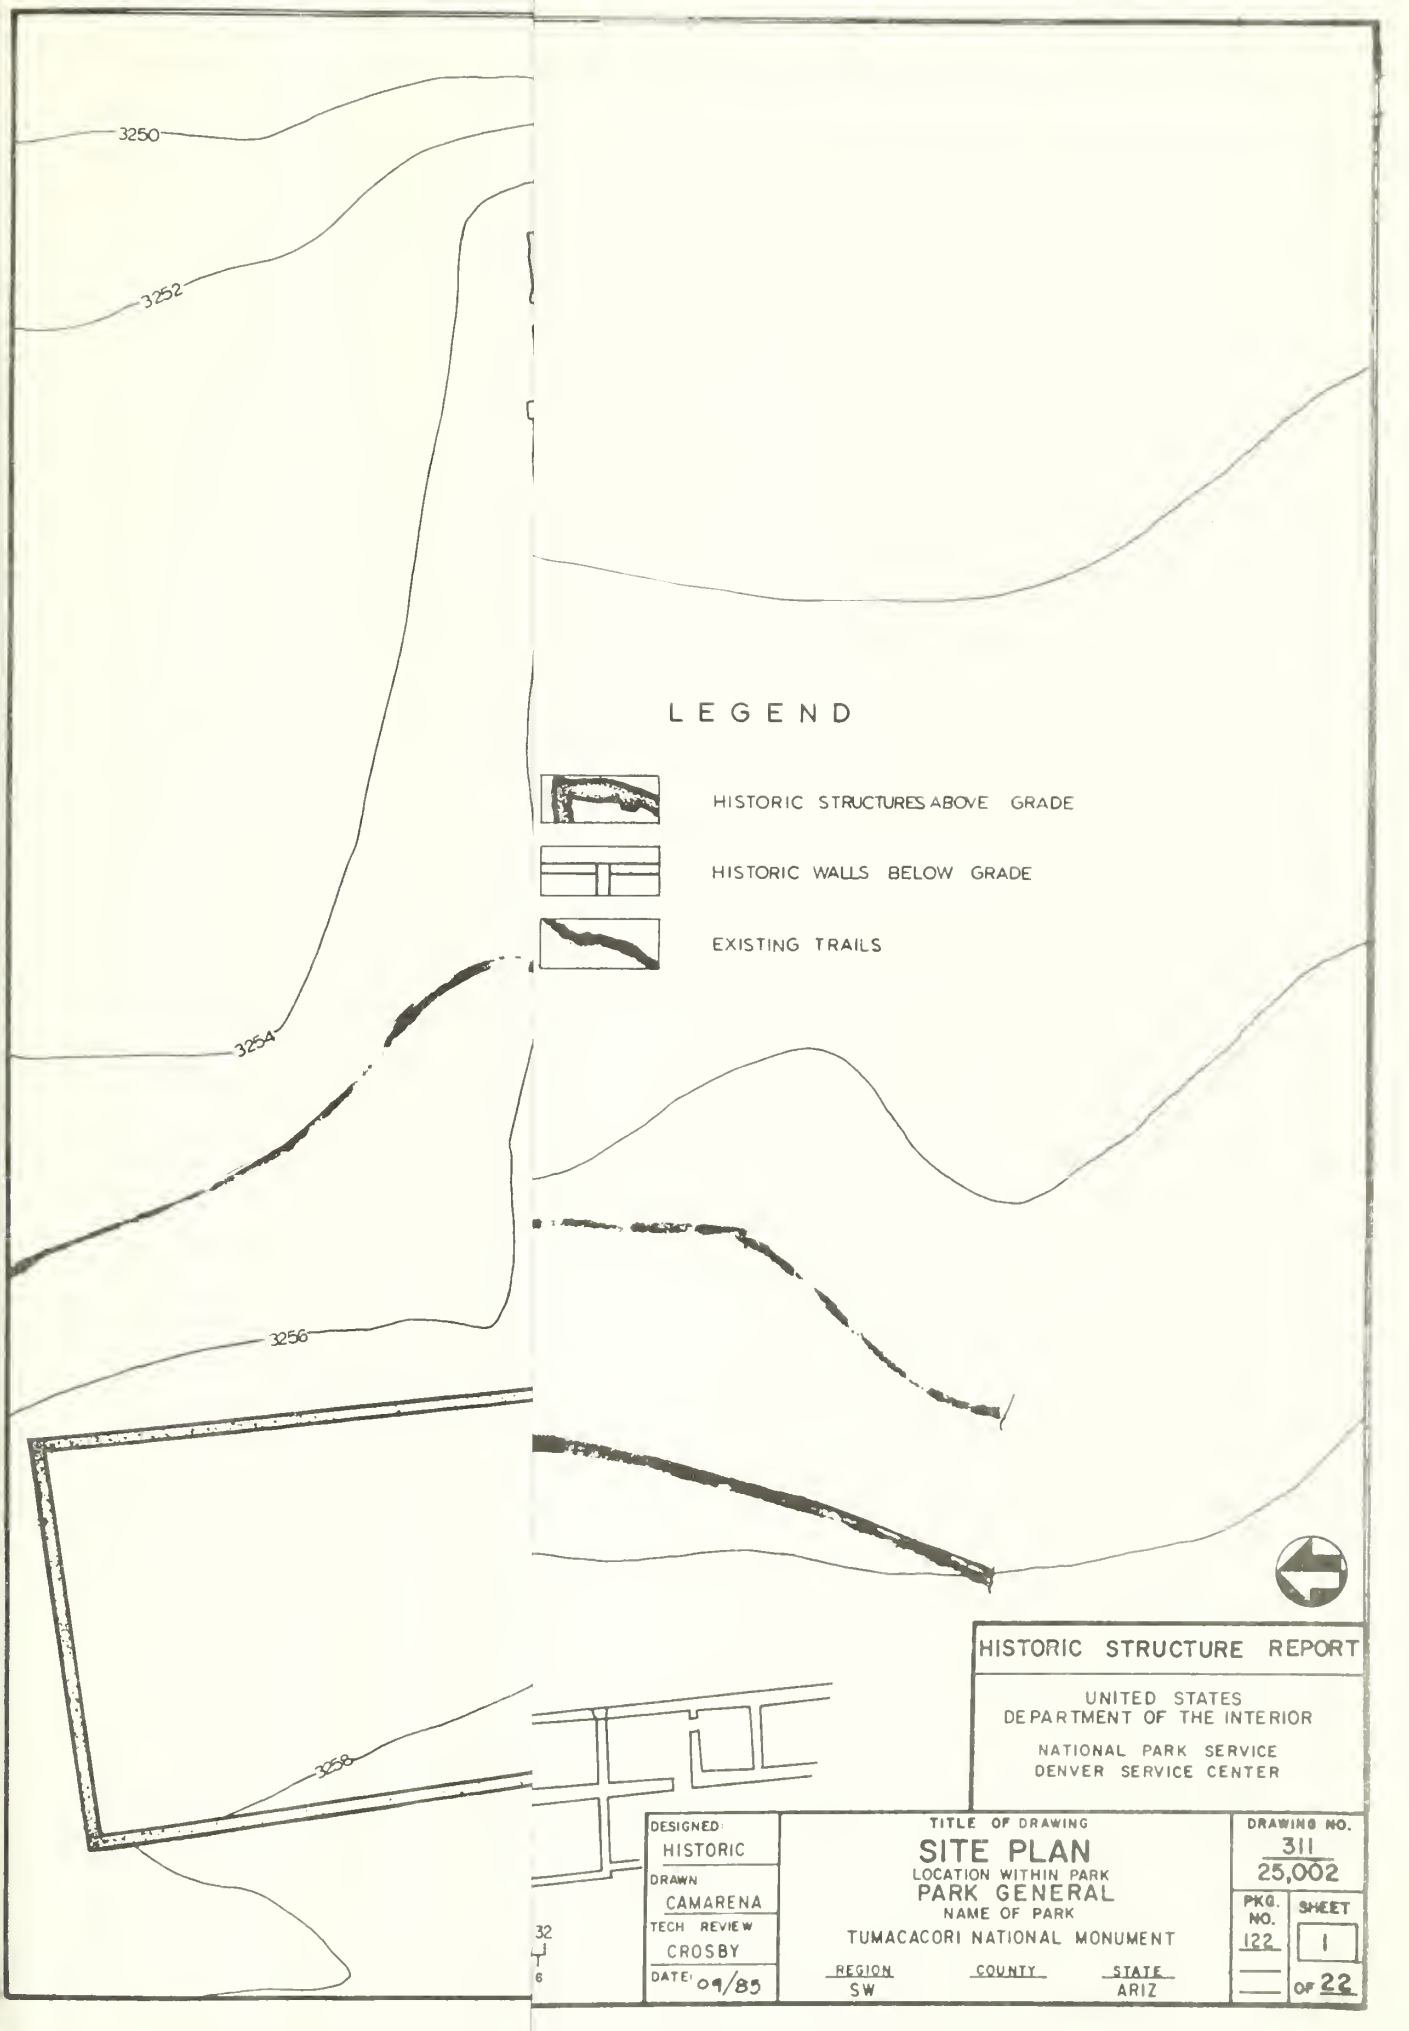 3250
3252
3254
3256
3258
LEGEND
HISTORIC STRUCTURES ABOVE GRADE
HISTORIC WALLS BELOW GRADE
EXISTING TRAILS
32
6
HISTORIC STRUCTURE REPORT
UNITED STATES
DEPARTMENT OF THE INTERIOR
NATIONAL PARK SERVICE
DENVER SERVICE CENTER
DESIGNED:
HISTORIC
DRAWN
CAMARENA
TECH REVIEW
CROSBY
DATE: 09/85
TITLE OF DRAWING
SITE PLAN
LOCATION WITHIN PARK
PARK GENERAL
NAME OF PARK
TUMACACORI NATIONAL MONUMENT
REGION COUNTY STATE
SW ARIZ
DRAWING NO.
311
25,002
PKG.
NO.
122
SHEET
1
OF 22